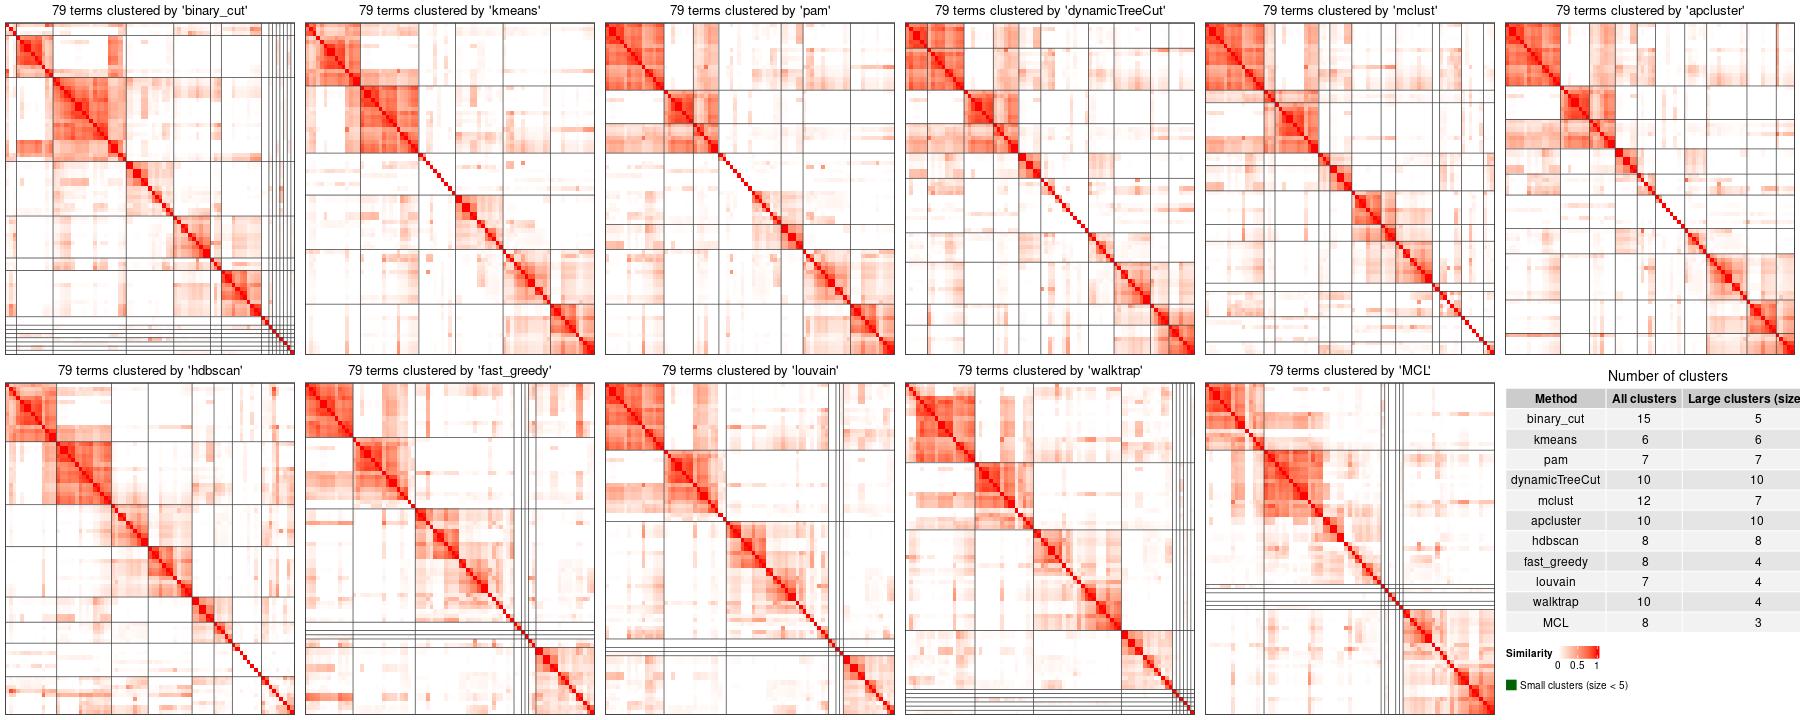 79 terms clustered by 'binary_cut'
79 terms clustered by 'kmeans'
79 terms clustered by 'pam'
79 terms clustered by 'dynamicTreeCut'
79 terms clustered by 'mclust'
79 terms clustered by 'apcluster'
79 terms clustered by 'hdbscan'
79 terms clustered by 'fast_greedy'
79 terms clustered by 'louvain'
79 terms clustered by 'walktrap'
79 terms clustered by 'MCL'
Number of clusters
Method All clusters Large clusters (size
binary_cut 15 5
kmeans 6 6
pam 7 7
dynamicTreeCut 10 10
mclust 12 7
apcluster 10 10
hdbscan 8 8
fast_greedy 8 4
louvain 7 4
walktrap 10 4
MCL 8 3
Similarity
0 0.5 1
Small clusters (size < 5)